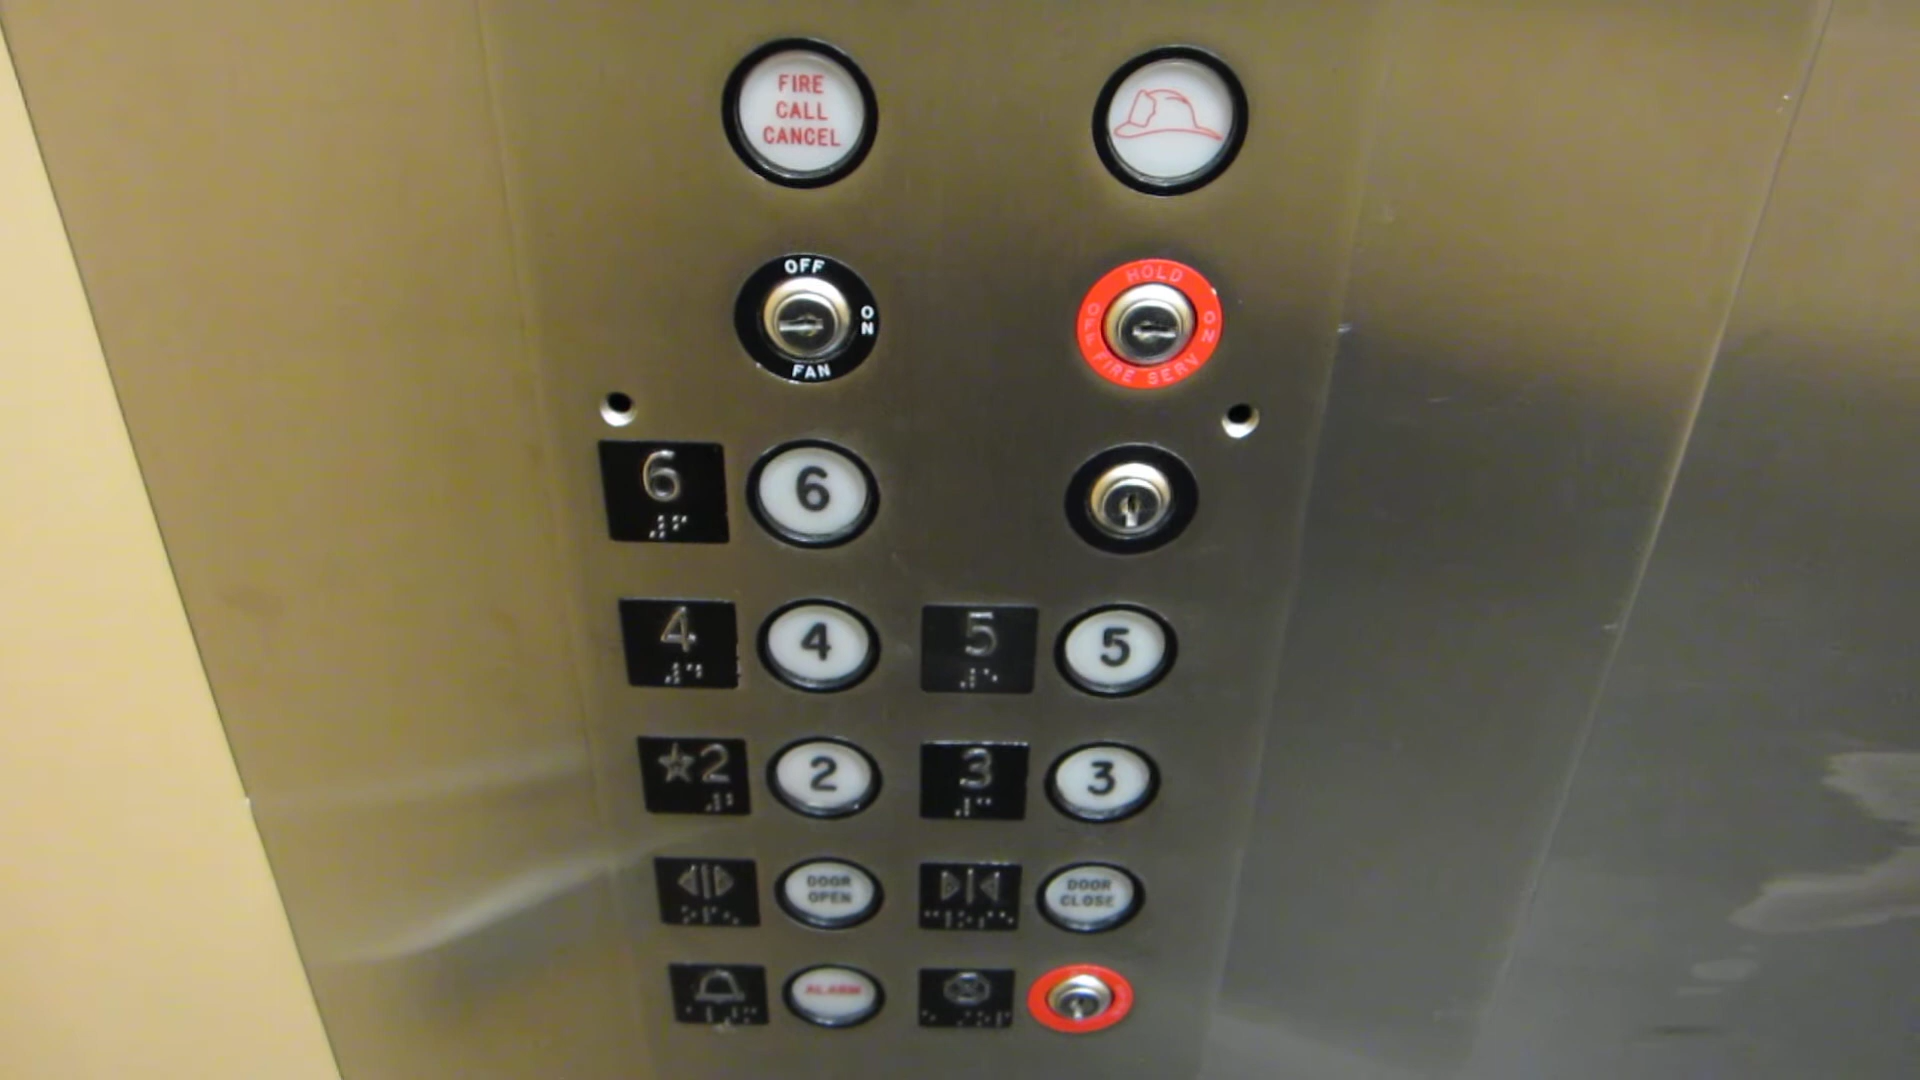 FIRE
CALL
CANCEL
OFF
ON
FAN
HOLD
OFF
ON
FIRE SERV
6
6
4
4
5
5
★2
2
3
3
DOOR
OPEN
DOOR
CLOSE
ALARM